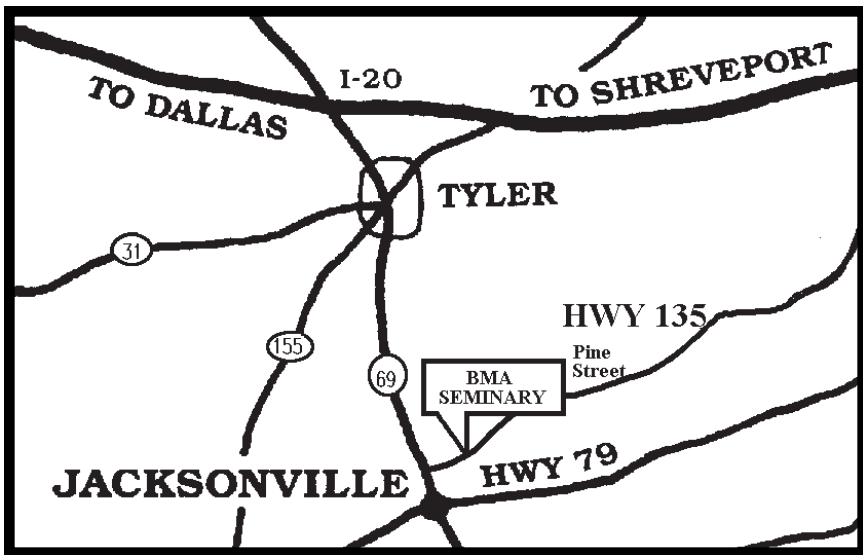 I-20
TO DALLAS
TO SHREVEPORT
TYLER
31
HWY 135
155
Pine
Street
69
BMA
SEMINARY
HWY 79
JACKSONVILLE